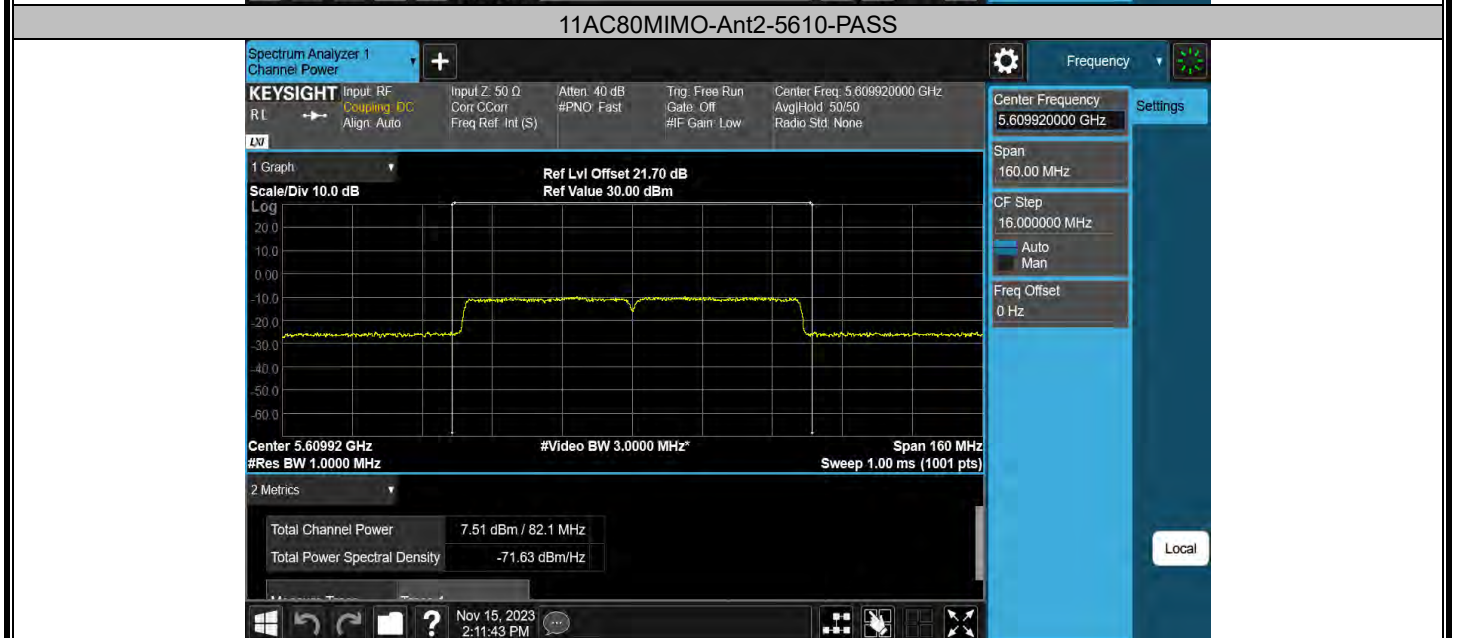 11AC80MIMO-Ant2-5610-PASS
Spectrum Analyzer 1
Channel Power
+
Frequency
KEYSIGHT
RL
LXI
Input: RF
Coupling: DC
Align: Auto
Input Z: 50 Ω
Corr CCorr
Freq Ref: Int (S)
Atten: 40 dB
#PNO: Fast
Trig: Free Run
Gate: Off
#IF Gain: Low
Center Freq: 5.609920000 GHz
Avg|Hold: 50/50
Radio Std: None
Center Frequency
5.609920000 GHz
Settings
Span
160.00 MHz
CF Step
16.000000 MHz
Auto
Man
Freq Offset
0 Hz
Local
1 Graph
Scale/Div 10.0 dB
Ref Lvl Offset 21.70 dB
Ref Value 30.00 dBm
Log
20.0
10.0
0.00
-10.0
-20.0
-30.0
-40.0
-50.0
-60.0
Center 5.60992 GHz
#Video BW 3.0000 MHz*
Span 160 MHz
#Res BW 1.0000 MHz
Sweep 1.00 ms (1001 pts)
2 Metrics
Total Channel Power 7.51 dBm / 82.1 MHz
Total Power Spectral Density -71.63 dBm/Hz
?
Nov 15, 2023
2:11:43 PM